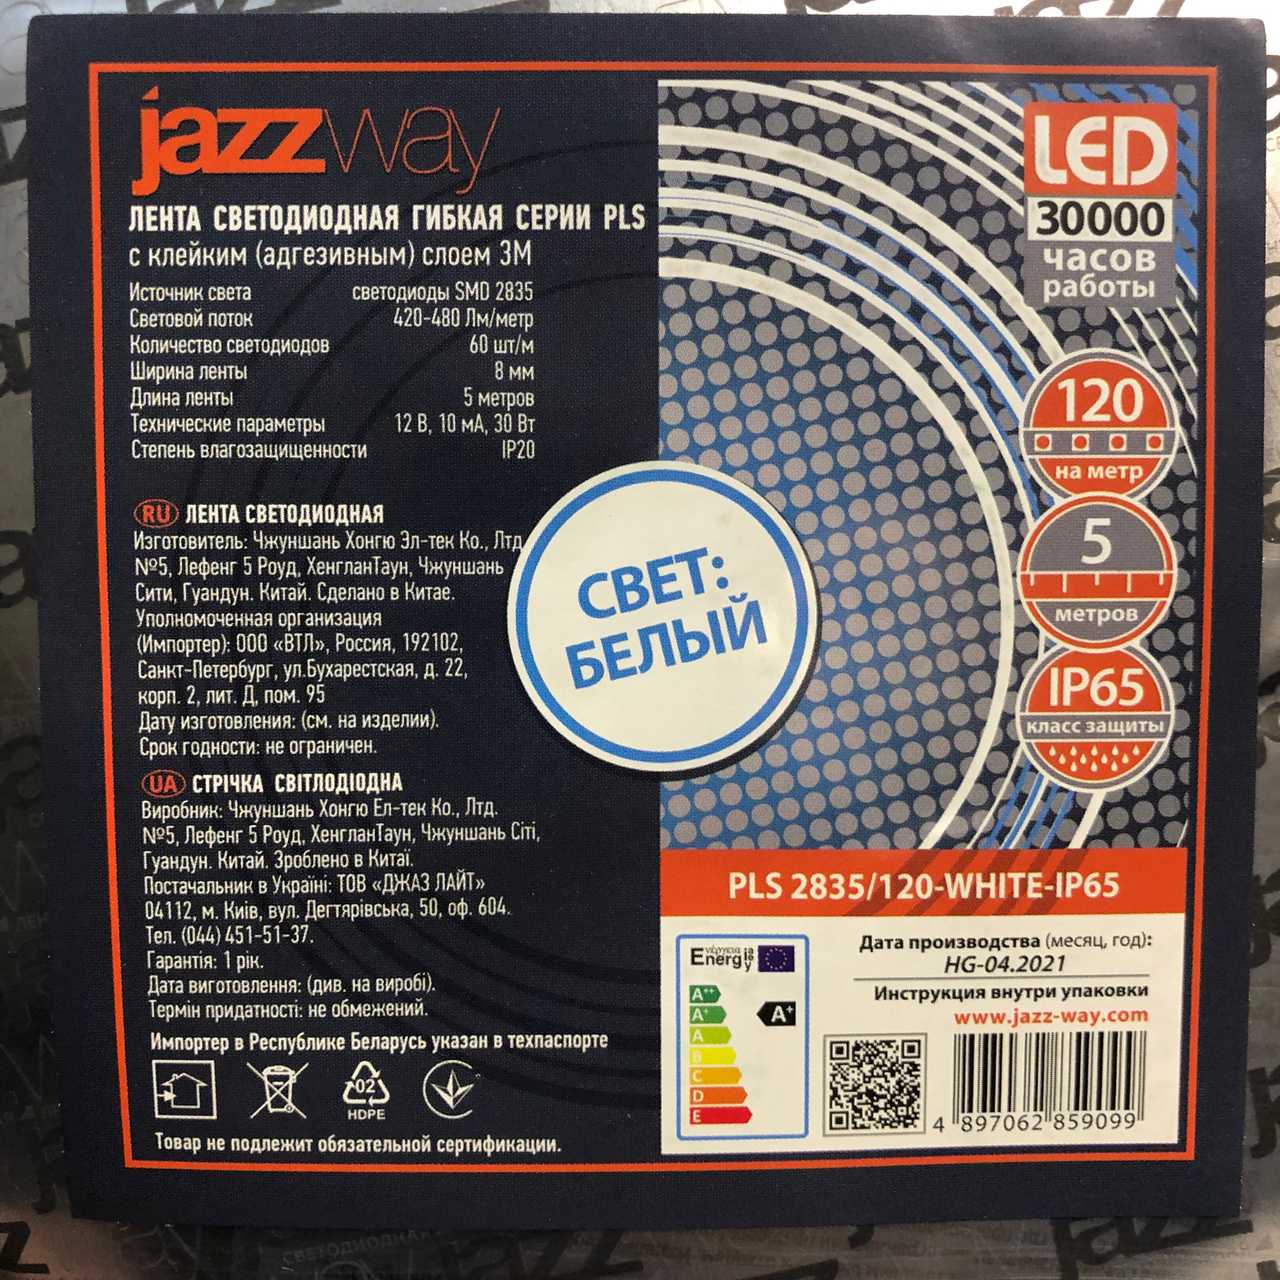 jazzway
ЛЕНТА СВЕТОДИОДНАЯ ГИБКАЯ СЕРИИ PLS
с клейким (адгезивным) слоем 3М
Источник света светодиоды SMD 2835
Световой поток 420-480 Лм/метр
Количество светодиодов 60 шт/м
Ширина ленты 8 мм
Длина ленты 5 метров
Технические параметры 12 В, 10 мА, 30 Вт
Степень влагозащищенности IP20
RU ЛЕНТА СВЕТОДИОДНАЯ
Изготовитель: Чжуншань Хонгю Эл-тек Ко., Лтд
№5, Лефенг 5 Роуд, ХенгланТаун, Чжуншань
Сити, Гуандун. Китай. Сделано в Китае.
Уполномоченная организация
(Импортер): ООО «ВТЛ», Россия, 192102,
Санкт-Петербург, ул.Бухарестская, д. 22,
корп. 2, лит. Д, пом. 95
Дату изготовления: (см. на изделии).
Срок годности: не ограничен.
UA СТРІЧКА СВІТЛОДІОДНА
Виробник: Чжуншань Хонгю Ел-тек Ко., Лтд.
№5, Лефенг 5 Роуд, ХенгланТаун, Чжуншань Сіті,
Гуандун. Китай. Зроблено в Китаї.
Постачальник в Україні: ТОВ «ДЖАЗ ЛАЙТ»
04112, м. Київ, вул. Дегтярівська, 50, оф. 604.
Тел. (044) 451-51-37.
Гарантія: 1 рік.
Дата виготовлення: (див. на виробі).
Термін придатності: не обмежений.
Импортер в Республике Беларусь указан в техпаспорте
02
HDPE
Товар не подлежит обязательной сертификации.
СВЕТ:
БЕЛЫЙ
LED
30000
часов
работы
120
на метр
5
метров
IP65
класс защиты
PLS 2835/120-WHITE-IP65
Energ
A++
A+
A
B
C
D
E
A+
Дата производства (месяц, год):
HG-04.2021
Инструкция внутри упаковки
www.jazz-way.com
4 897062 859099